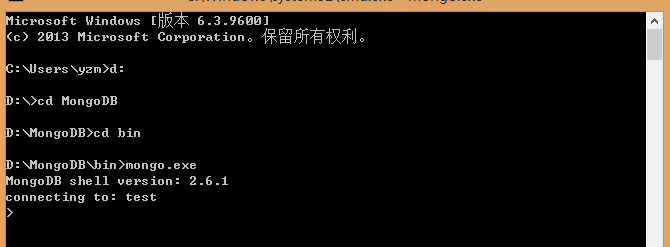 Microsoft Windows [版本 6.3.9600]
(c) 2013 Microsoft Corporation。保留所有权利。
C:\Users\yzm>d:
D:\>cd MongoDB
D:\MongoDB>cd bin
D:\MongoDB\bin>mongo.exe
MongoDB shell version: 2.6.1
connecting to: test
>